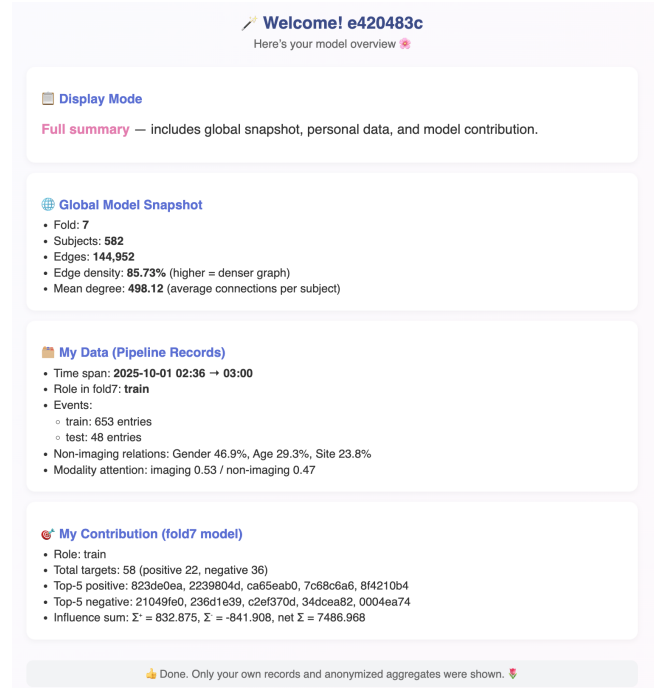 🪄 Welcome! e420483c
Here's your model overview 🌸
📋 Display Mode
Full summary — includes global snapshot, personal data, and model contribution.
🌐 Global Model Snapshot
• Fold: 7
• Subjects: 582
• Edges: 144,952
• Edge density: 85.73% (higher = denser graph)
• Mean degree: 498.12 (average connections per subject)
🗂️ My Data (Pipeline Records)
• Time span: 2025-10-01 02:36 → 03:00
• Role in fold7: train
• Events:
◦ train: 653 entries
◦ test: 48 entries
• Non-imaging relations: Gender 46.9%, Age 29.3%, Site 23.8%
• Modality attention: imaging 0.53 / non-imaging 0.47
🎯 My Contribution (fold7 model)
• Role: train
• Total targets: 58 (positive 22, negative 36)
• Top-5 positive: 823de0ea, 2239804d, ca65eab0, 7c68c6a6, 8f4210b4
• Top-5 negative: 21049fe0, 236d1e39, c2ef370d, 34dcea82, 0004ea74
• Influence sum: Σ⁺ = 832.875, Σ⁻ = -841.908, net Σ = 7486.968
👍 Done. Only your own records and anonymized aggregates were shown. 🌷